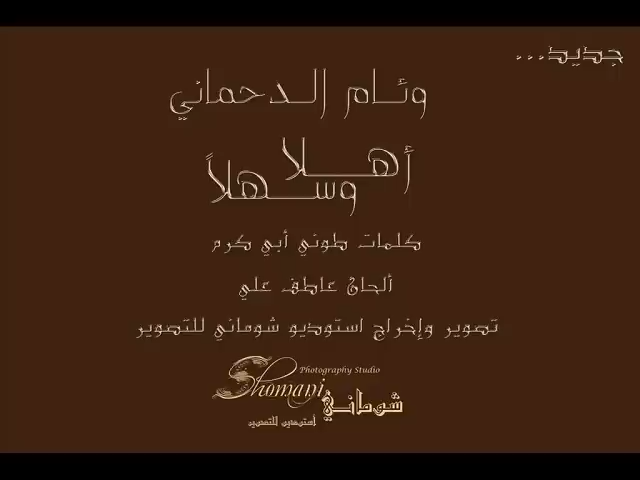 جديد...
وئام الدحماني
أهلا
وسهلاً
كلمات طوني أبي كرم
ألحان عاطف علي
تصوير وإخراج استوديو شوماني للتصوير
Photography Studio
Shomani
شوماني
استوديو للتصوير